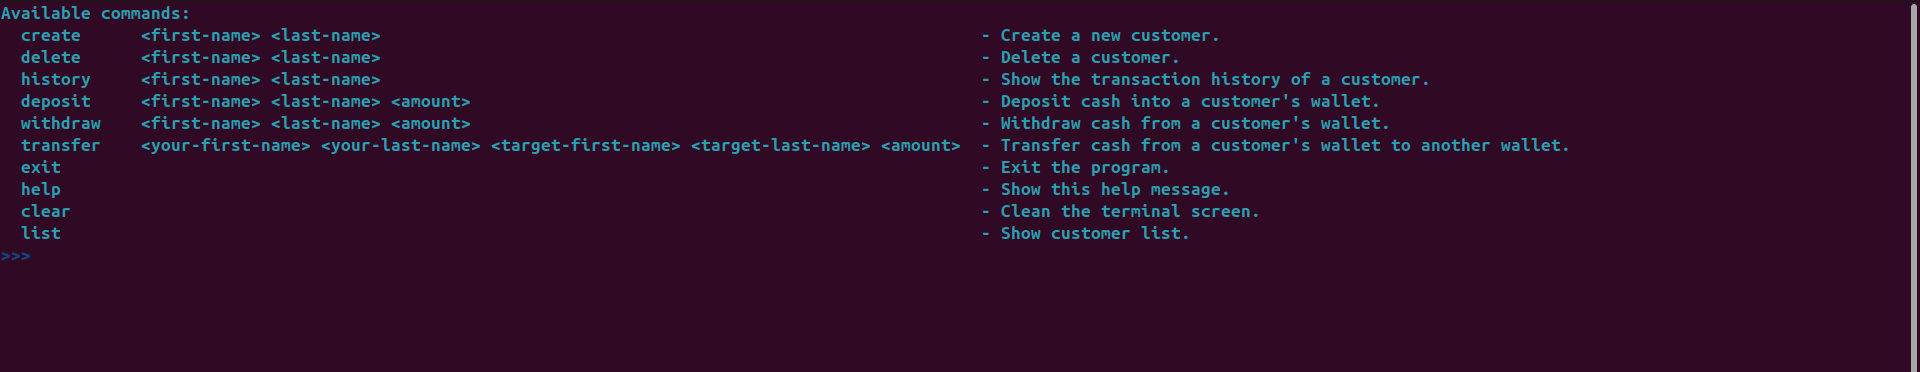 Available commands:
  create      <first-name> <last-name>                                                            - Create a new customer.
  delete      <first-name> <last-name>                                                            - Delete a customer.
  history     <first-name> <last-name>                                                            - Show the transaction history of a customer.
  deposit     <first-name> <last-name> <amount>                                                   - Deposit cash into a customer's wallet.
  withdraw    <first-name> <last-name> <amount>                                                   - Withdraw cash from a customer's wallet.
  transfer    <your-first-name> <your-last-name> <target-first-name> <target-last-name> <amount>  - Transfer cash from a customer's wallet to another wallet.
  exit                                                                                            - Exit the program.
  help                                                                                            - Show this help message.
  clear                                                                                           - Clean the terminal screen.
  list                                                                                            - Show customer list.
>>>